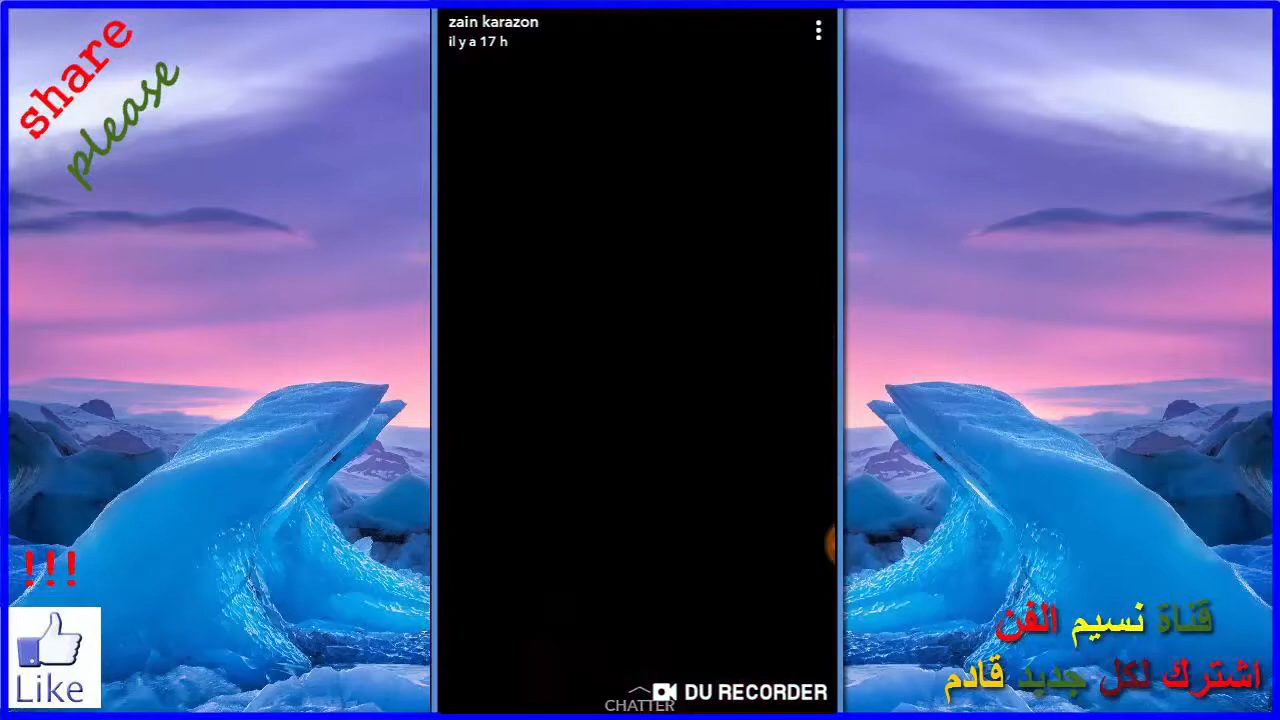 share
please
zain karazon
il y a 17 h
!!!
Like
DU RECORDER
CHATTER
قناة نسيم الفن
اشترك لكل جديد قادم